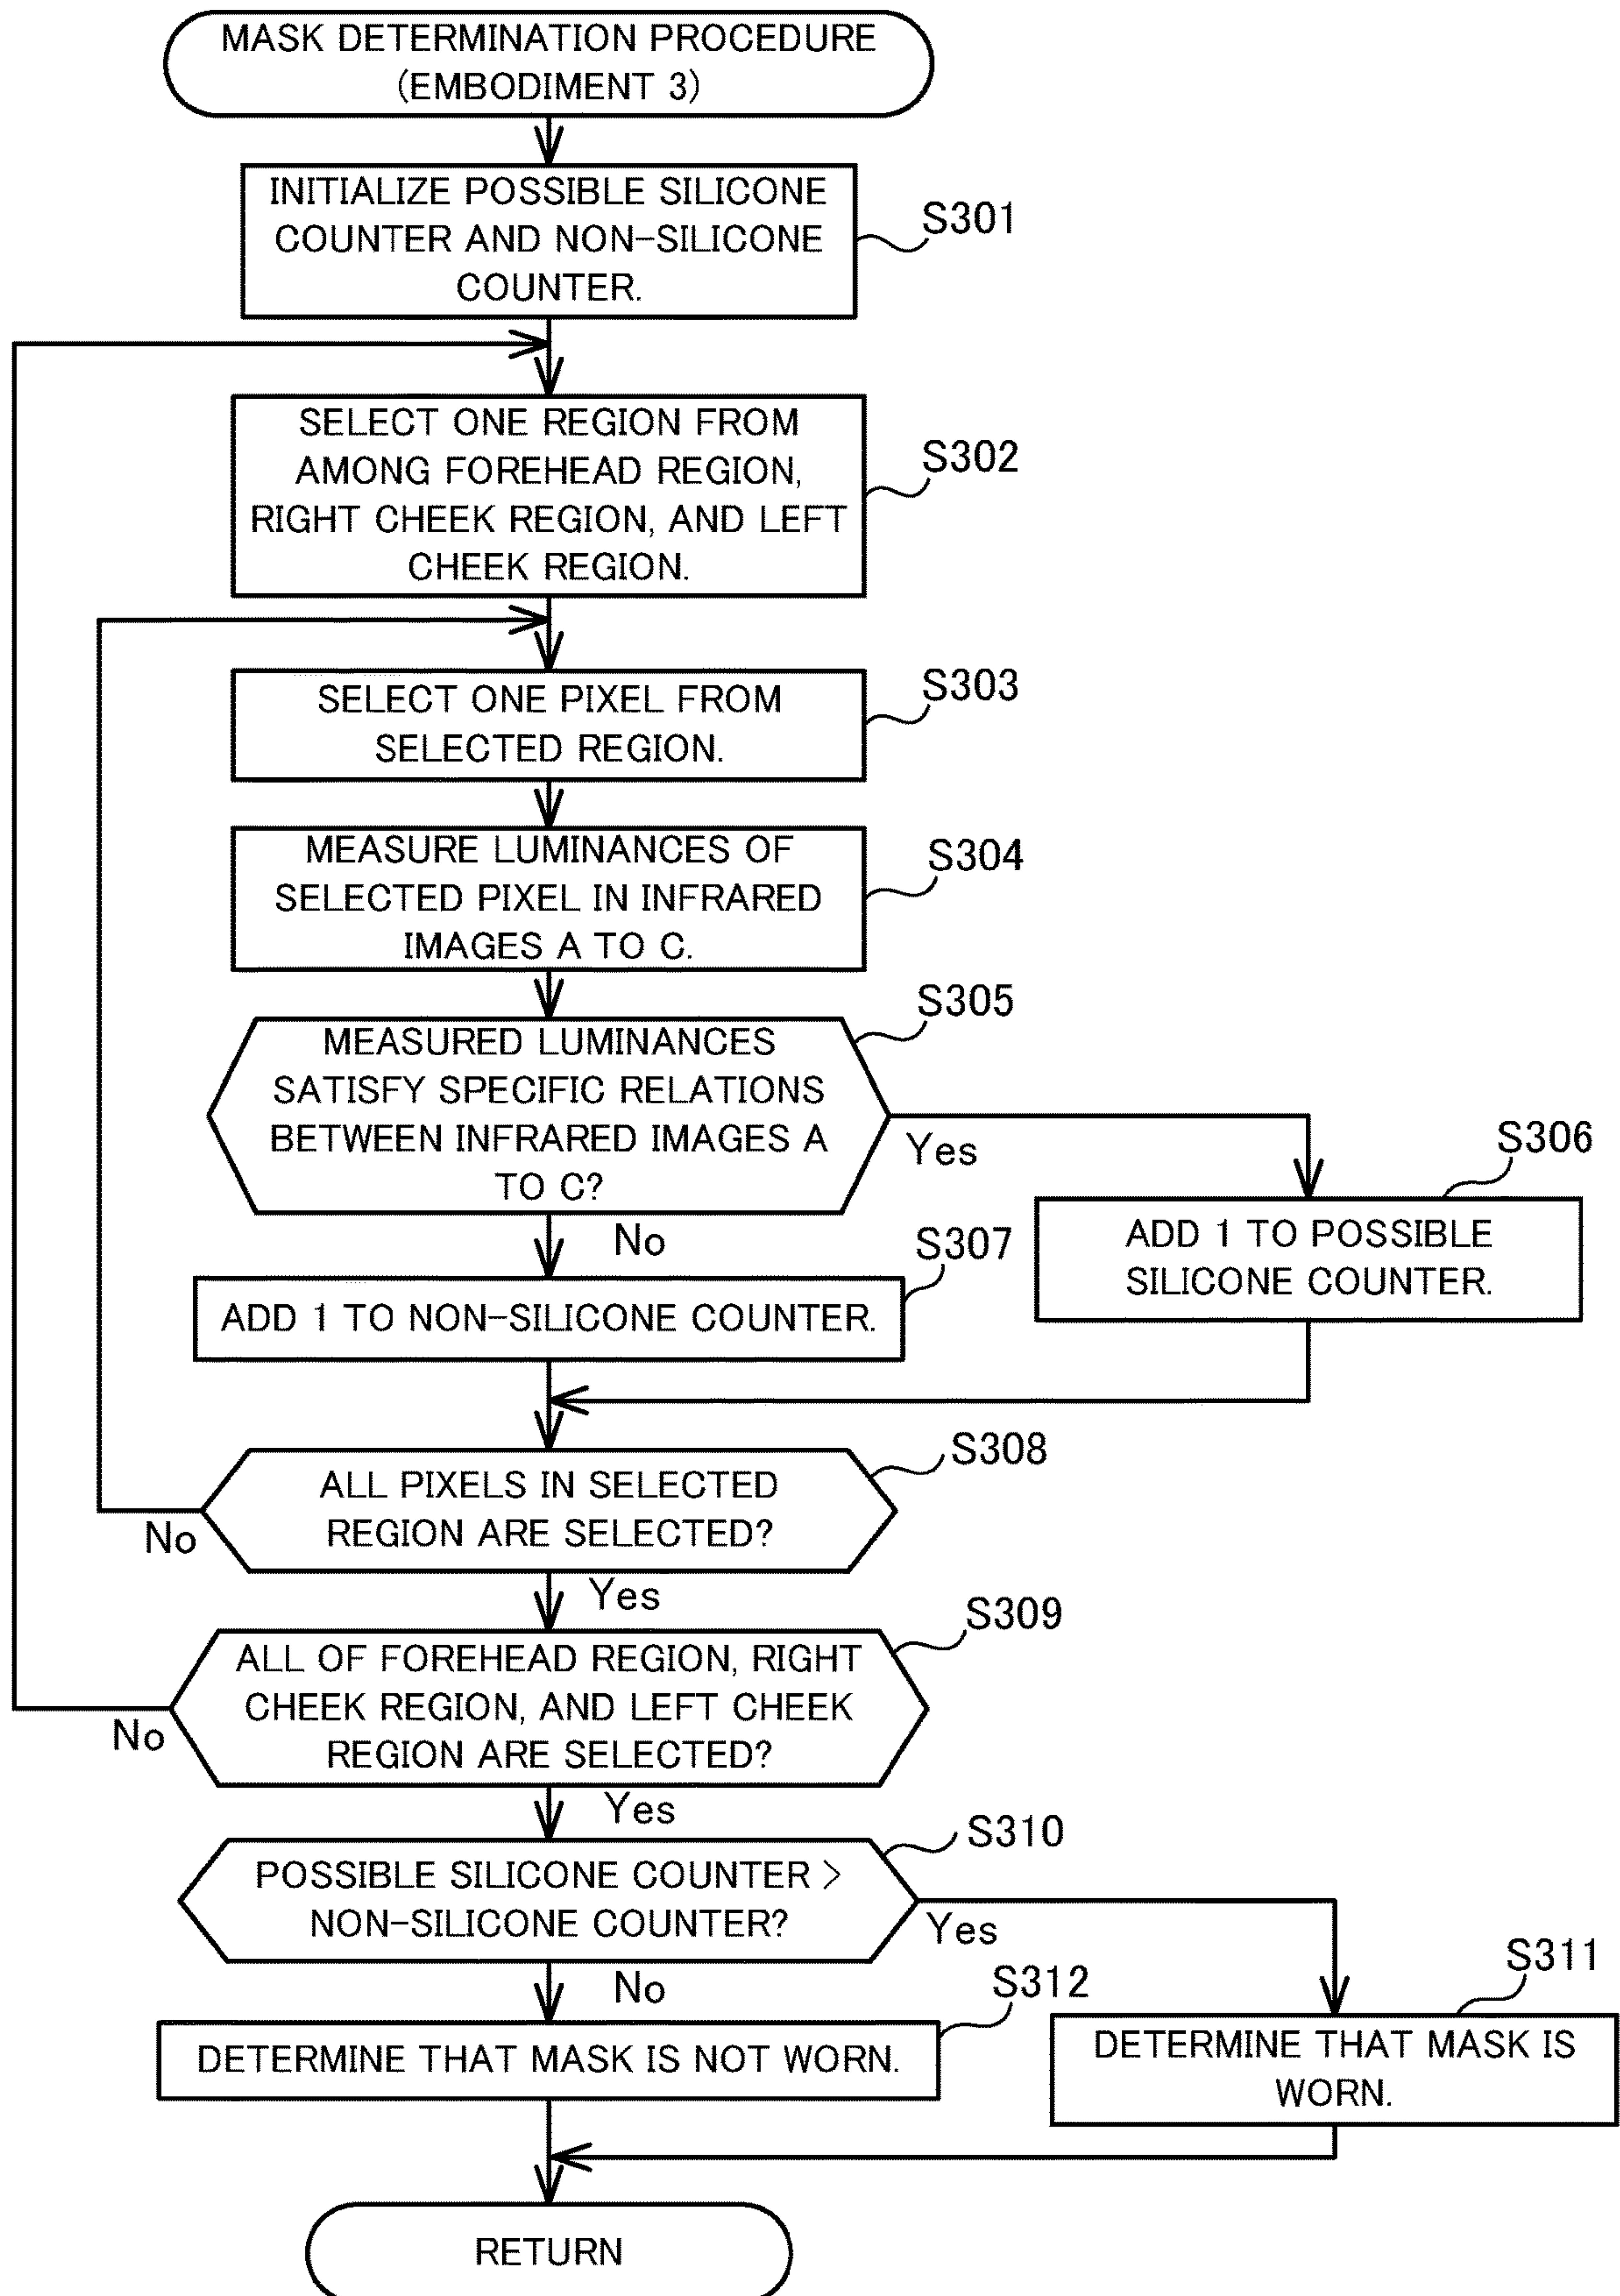 MASK DETERMINATION PROCEDURE
(EMBODIMENT 3)
INITIALIZE POSSIBLE SILICONE
COUNTER AND NON-SILICONE
COUNTER.
S301
SELECT ONE REGION FROM
AMONG FOREHEAD REGION,
RIGHT CHEEK REGION, AND LEFT
CHEEK REGION.
S302
SELECT ONE PIXEL FROM
SELECTED REGION.
S303
MEASURE LUMINANCES OF
SELECTED PIXEL IN INFRARED
IMAGES A TO C.
S304
MEASURED LUMINANCES
SATISFY SPECIFIC RELATIONS
BETWEEN INFRARED IMAGES A
TO C?
S305
Yes
S306
ADD 1 TO POSSIBLE
SILICONE COUNTER.
No
S307
ADD 1 TO NON-SILICONE COUNTER.
S308
ALL PIXELS IN SELECTED
REGION ARE SELECTED?
No
Yes
S309
ALL OF FOREHEAD REGION, RIGHT
CHEEK REGION, AND LEFT CHEEK
REGION ARE SELECTED?
No
Yes
S310
POSSIBLE SILICONE COUNTER >
NON-SILICONE COUNTER?
Yes
S311
DETERMINE THAT MASK IS
WORN.
No
S312
DETERMINE THAT MASK IS NOT WORN.
RETURN